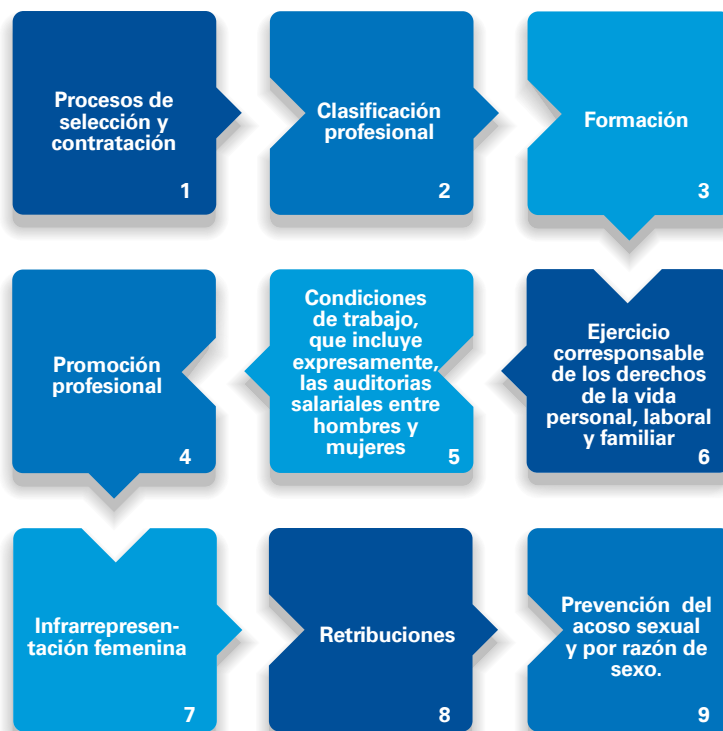 Procesos de
selección y
contratación
1
Clasificación
profesional
2
Formación
3
Promoción
profesional
4
Condiciones
de trabajo,
que incluye
expresamente,
las auditorias
salariales entre
hombres y
mujeres
5
Ejercicio
corresponsable
de los derechos
de la vida
personal, laboral
y familiar
6
Infrarrepresen-
tación femenina
7
Retribuciones
8
Prevención del
acoso sexual
y por razón de
sexo.
9